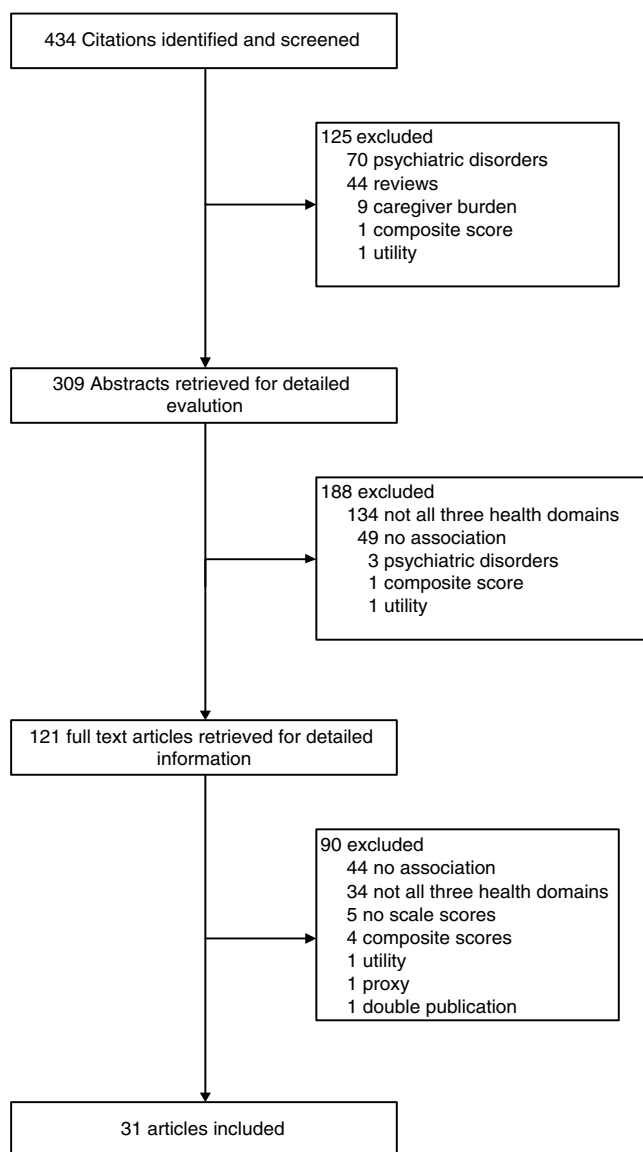 434 Citations identified and screened
125 excluded
70 psychiatric disorders
44 reviews
9 caregiver burden
1 composite score
1 utility
309 Abstracts retrieved for detailed
evalution
188 excluded
134 not all three health domains
49 no association
3 psychiatric disorders
1 composite score
1 utility
121 full text articles retrieved for detailed
information
90 excluded
44 no association
34 not all three health domains
5 no scale scores
4 composite scores
1 utility
1 proxy
1 double publication
31 articles included